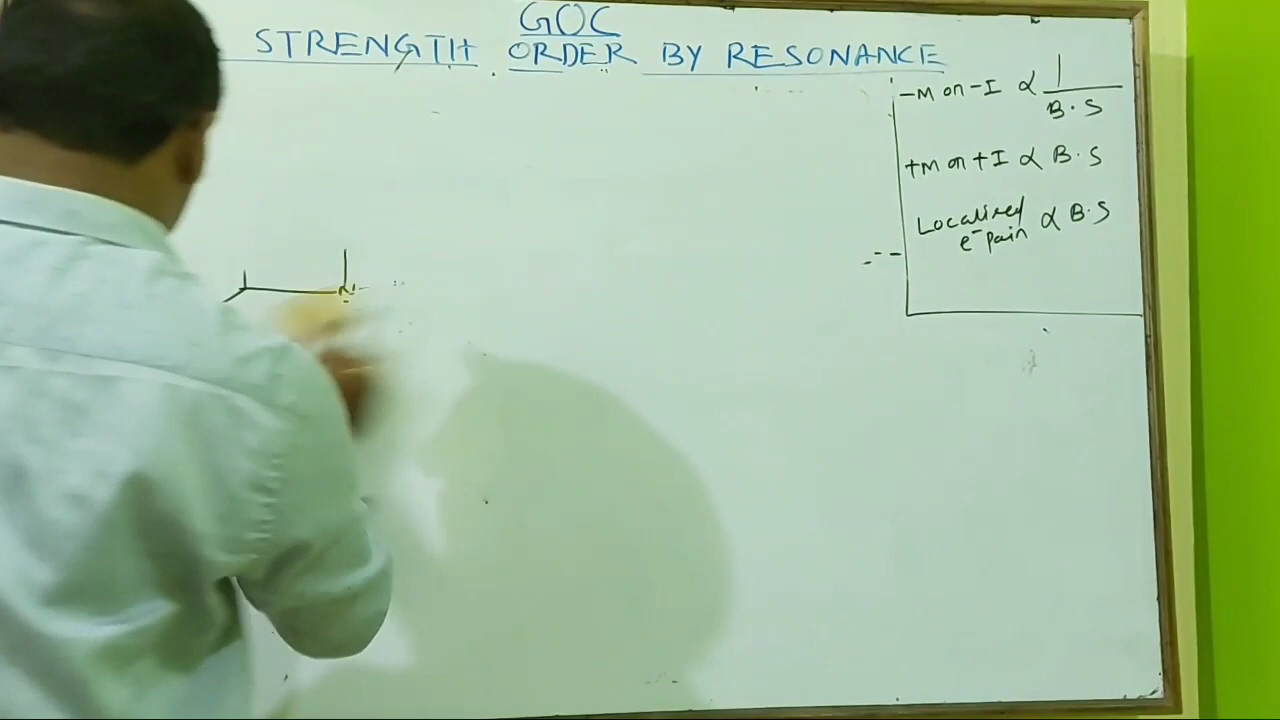 GOC
STRENGTH ORDER BY RESONANCE
-M or -I ∝ 1/B.S
+M or +I ∝ B.S
Localised e⁻ pair ∝ B.S